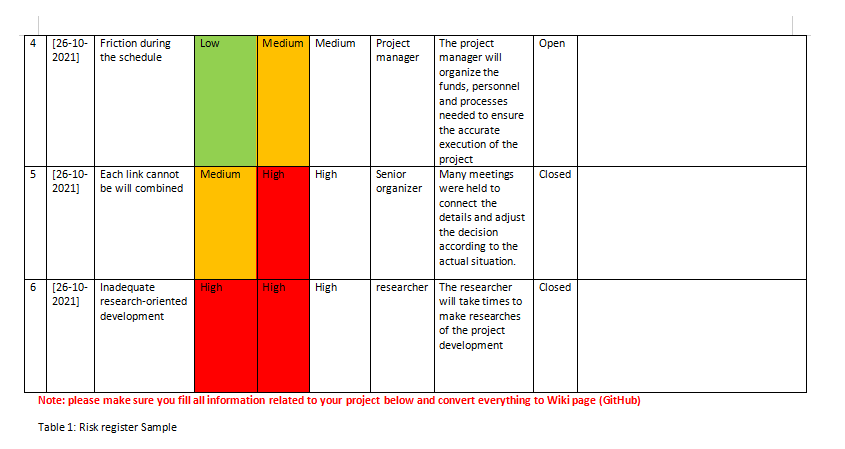 4 [26-10- Friction during Low Medium Medium Project The project Open
2021] the schedule manager manager will
organize the
funds, personnel
and processes
needed to ensure
the accurate
execution of the
project
5 [26-10- Each link cannot Medium High High Senior Many meetings Closed
2021] be will combined organizer were held to
connect the
details and adjust
the decision
according to the
actual situation.
6 [26-10- Inadequate High High High researcher The researcher Closed
2021] research-oriented will take times to
development make researches
of the project
development
Note: please make sure you fill all information related to your project below and convert everything to Wiki page (GitHub)
Table 1: Risk register Sample